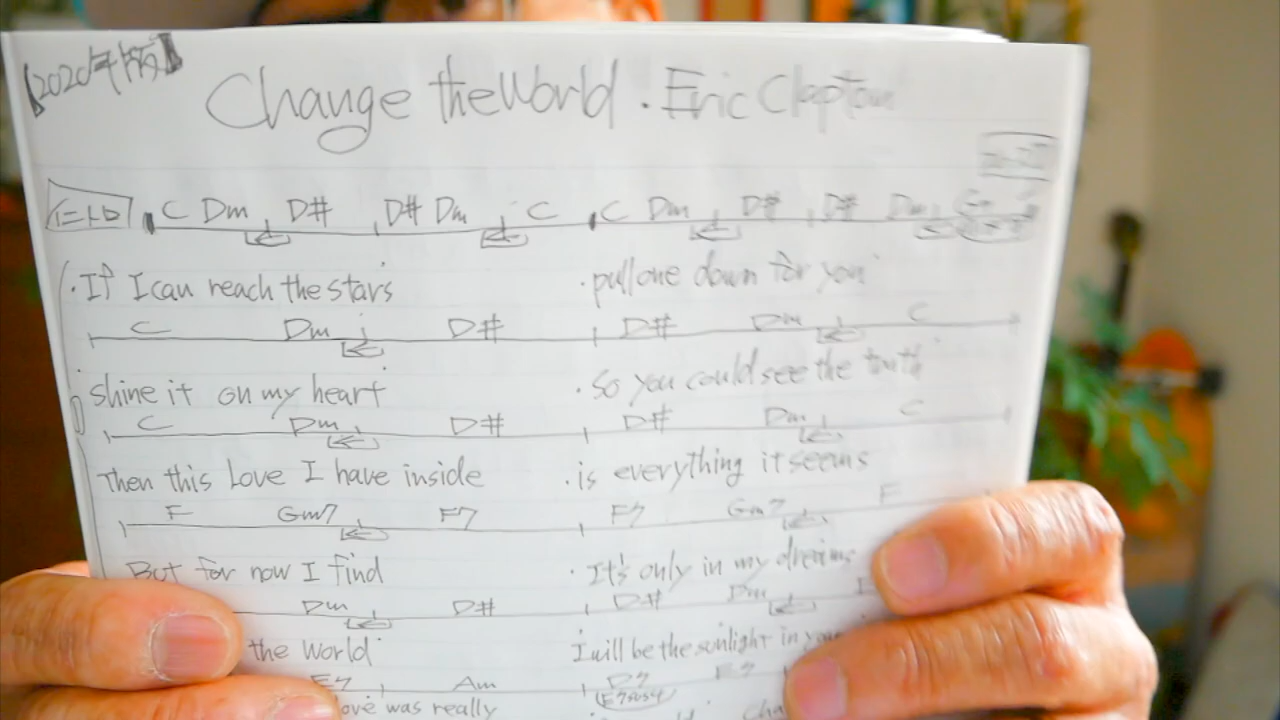 【2020年版】
Change the World . Eric Clapton
イントロ C Dm D# D# Dm C C Dm D# D# Dm
・If I can reach the stars ・pull one down for you
C Dm D# D# Dm C
shine it on my heart ・So you could see the truth
C Dm D# D# Dm C
Then this Love I have inside ・is everything it seems
F Gm7 F7 F7 Gm7 F
But for now I find ・It's only in my dreams
Dm D# D# Dm
the world I will be the sunlight in your
E7 Am D7
ove was really